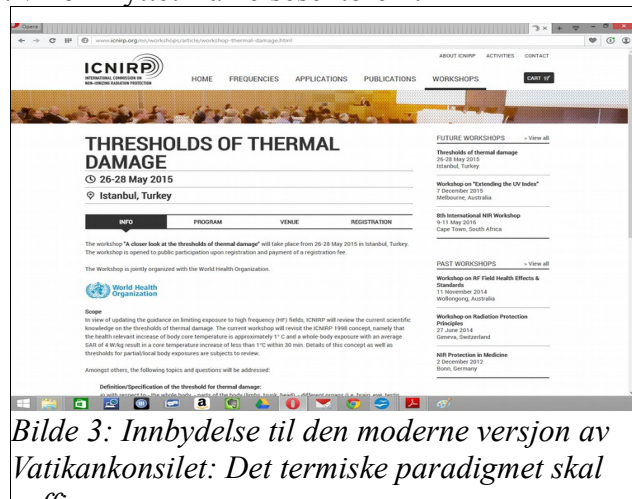 Opera
www.icnirp.org/en/workshops/article/workshop-thermal-damage.html
ABOUT ICNIRP ACTIVITIES CONTACT
ICNIRP
INTERNATIONAL COMMISSION ON
NON-IONIZING RADIATION PROTECTION
HOME FREQUENCIES APPLICATIONS PUBLICATIONS WORKSHOPS CART
THRESHOLDS OF THERMAL
DAMAGE
26-28 May 2015
Istanbul, Turkey
INFO PROGRAM VENUE REGISTRATION
The workshop "A closer look at the thresholds of thermal damage" will take place from 26-28 May 2015 in Istanbul, Turkey.
The workshop is opened to public participation upon registration and payment of a registration fee.
The Workshop is jointly organized with the World Health Organization.
World Health
Organization
Scope
In view of updating the guidance on limiting exposure to high frequency (HF) fields, ICNIRP will review the current scientific
knowledge on the thresholds of thermal damage. The current workshop will revisit the ICNIRP 1998 concept, namely that
the health relevant increase of body core temperature is approximately 1° C and a whole-body exposure with an average
SAR of 4 W/kg result in a core temperature increase of less than 1°C within 30 min. Details of this concept as well as
thresholds for partial/local body exposures are subject to review.
Amongst others, the following topics and questions will be addressed:
Definition/Specification of the threshold for thermal damage:
FUTURE WORKSHOPS » View all
Thresholds of thermal damage
26-28 May 2015
Istanbul, Turkey
Workshop on "Extending the UV Index"
7 December 2015
Melbourne, Australia
8th International NIR Workshop
9-11 May 2016
Cape Town, South Africa
PAST WORKSHOPS » View all
Workshop on RF Field Health Effects &
Standards
11 November 2014
Wollongong, Australia
Workshop on Radiation Protection
Principles
27 June 2014
Geneva, Switzerland
NIR Protection in Medicine
2 December 2012
Bonn, Germany
Bilde 3: Innbydelse til den moderne versjon av
Vatikankonsilet: Det termiske paradigmet skal